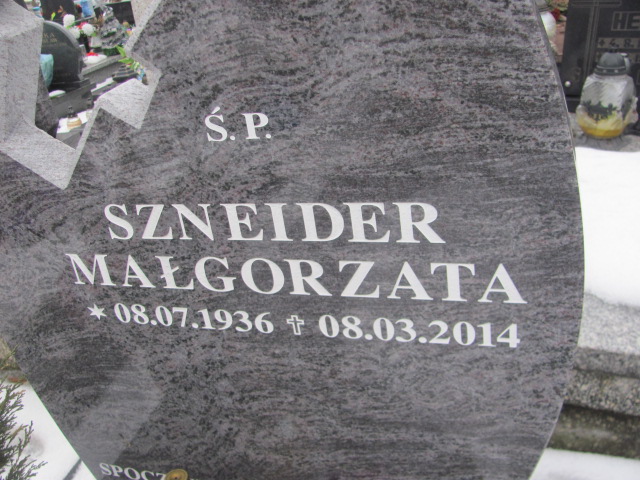 Ś.P.
SZNEIDER
MAŁGORZATA
✶ 08.07.1936 ✝ 08.03.2014